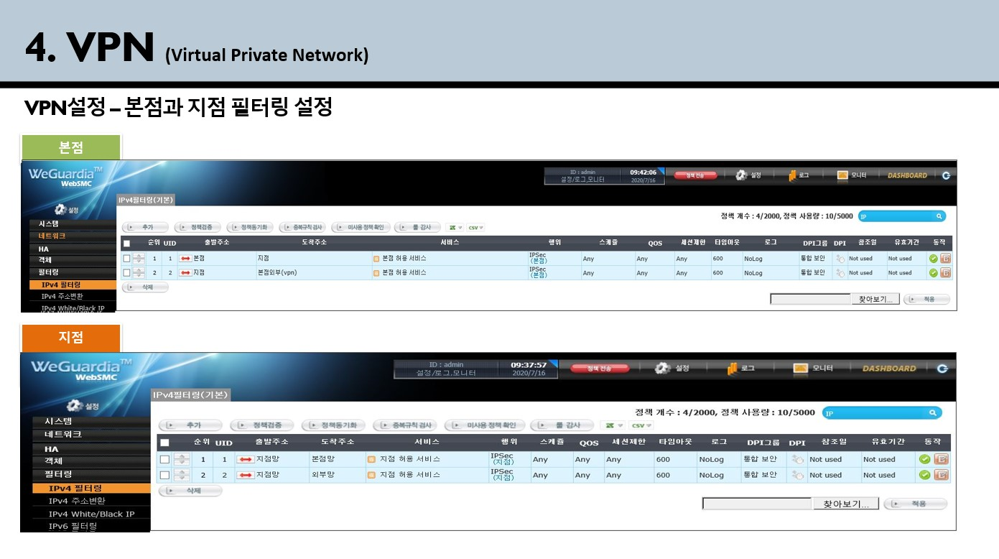 4. VPN (Virtual Private Network)
VPN설정 – 본점과 지점 필터링 설정
본점
WeGuardia™
WebSMC
ID : admin 09:42:06
설정/로그,모니터 2020/7/16
정책 전송 설정 로그 모니터 DASHBOARD
설정
IPv4필터링(기본)
정책 개수 : 4/2000, 정책 사용량 : 10/5000 IP
추가 정책검증 정책동기화 중복규칙 검사 미사용 정책 확인 룰 감사 CSV
순위 UID 출발주소 도착주소 서비스 행위 스케쥴 QOS 세션제한 타임아웃 로그 DPI그룹 DPI 참조일 유효기간 동작
1 1 본점 지점 본점 허용 서비스 IPSec (본점) Any Any Any 600 NoLog 통합 보안 Not used Not used
2 2 지점 본점외부(vpn) 본점 허용 서비스 IPSec (본점) Any Any Any 600 NoLog 통합 보안 Not used Not used
삭제
찾아보기... 적용
시스템
네트워크
HA
객체
필터링
IPv4 필터링
IPv4 주소변환
IPv4 White/Black IP
지점
WeGuardia™
WebSMC
ID : admin 09:37:57
설정/로그,모니터 2020/7/16
정책 전송 설정 로그 모니터 DASHBOARD
설정
IPv4필터링(기본)
정책 개수 : 4/2000, 정책 사용량 : 10/5000 IP
추가 정책검증 정책동기화 중복규칙 검사 미사용 정책 확인 룰 감사 CSV
순위 UID 출발주소 도착주소 서비스 행위 스케쥴 QOS 세션제한 타임아웃 로그 DPI그룹 DPI 참조일 유효기간 동작
1 1 지점망 본점망 지점 허용 서비스 IPSec (지점) Any Any Any 600 NoLog 통합 보안 Not used Not used
2 2 지점망 외부망 지점 허용 서비스 IPSec (지점) Any Any Any 600 NoLog 통합 보안 Not used Not used
삭제
찾아보기... 적용
시스템
네트워크
HA
객체
필터링
IPv4 필터링
IPv4 주소변환
IPv4 White/Black IP
IPv6 필터링